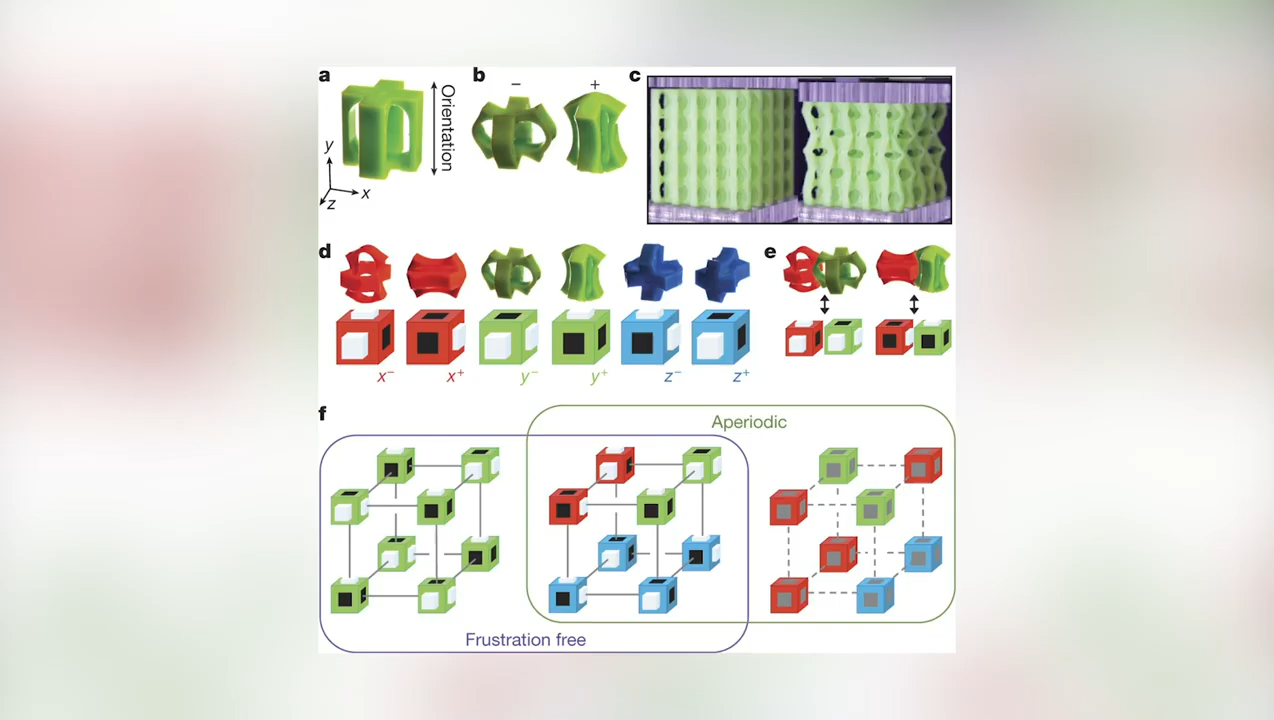 a
b
c
− +
Orientation
y
x
z
d
e
x− x+ y− y+ z− z+
f
Aperiodic
Frustration free